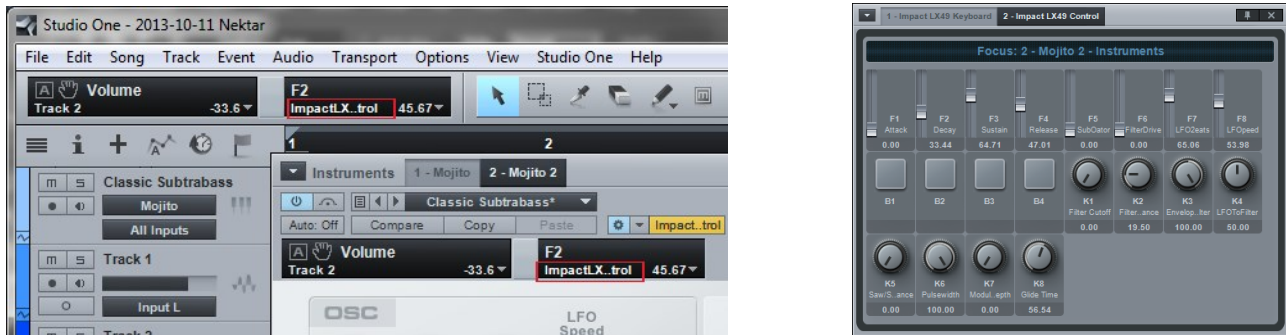 Studio One - 2013-10-11 Nektar
File Edit Song Track Event Audio Transport Options View Studio One Help
A Volume
Track 2 -33.6
F2
ImpactLX..trol 45.67
1 2
m s Classic Subtrabass
Mojito
All Inputs
m s Track 1
Input L
Instruments 1 - Mojito 2 - Mojito 2
Classic Subtrabass*
Auto: Off Compare Copy Paste Impact..trol
A Volume
Track 2 -33.6
F2
ImpactLX..trol 45.67
OSC
LFO
Speed
1 - Impact LX49 Keyboard 2 - Impact LX49 Control
Focus: 2 - Mojito 2 - Instruments
F1 F2 F3 F4 F5 F6 F7 F8
Attack Decay Sustain Release SubOator FilterDrive LFO2eats LFOpeed
0.00 33.44 64.71 47.01 0.00 0.00 65.06 53.98
B1 B2 B3 B4 K1 K2 K3 K4
Filter Cutoff Filter..ance Envelop..lter LFOToFilter
0.00 19.50 100.00 50.00
K5 K6 K7 K8
Saw/S..ance Pulsewidth Modul..epth Glide Time
0.00 100.00 0.00 56.54